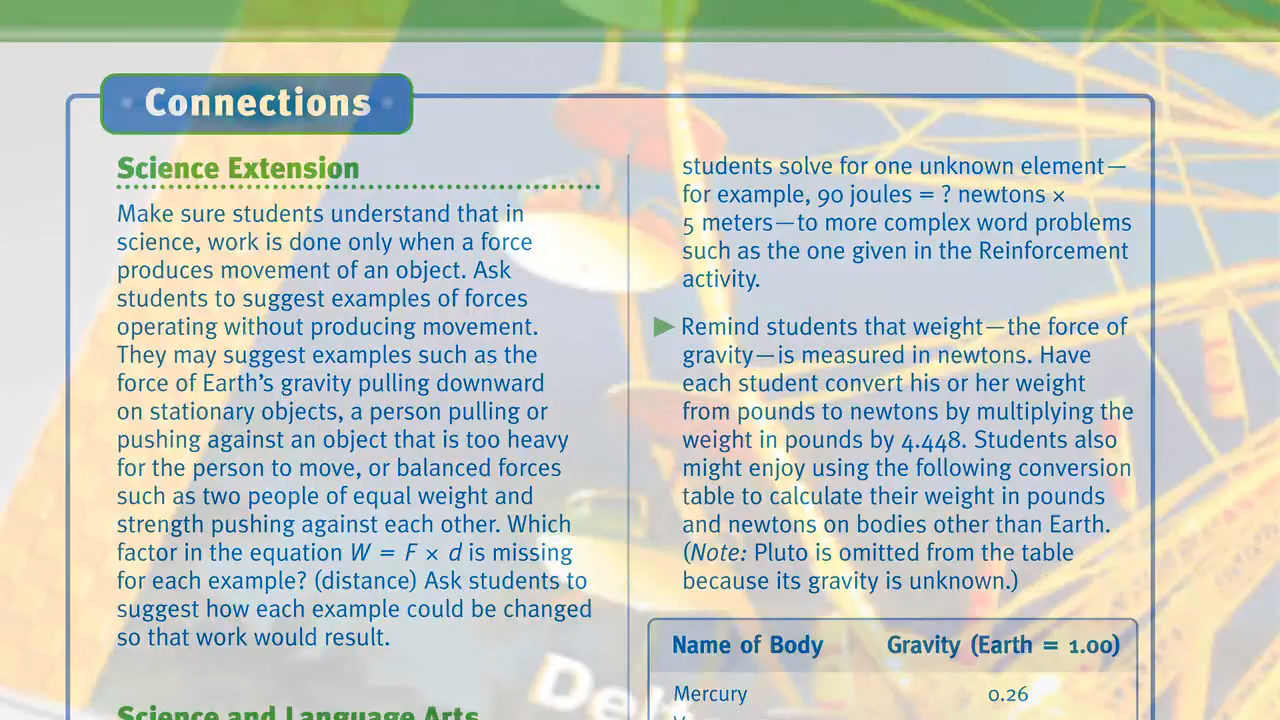 Connections
Science Extension
Make sure students understand that in
science, work is done only when a force
produces movement of an object. Ask
students to suggest examples of forces
operating without producing movement.
They may suggest examples such as the
force of Earth's gravity pulling downward
on stationary objects, a person pulling or
pushing against an object that is too heavy
for the person to move, or balanced forces
such as two people of equal weight and
strength pushing against each other. Which
factor in the equation W = F × d is missing
for each example? (distance) Ask students to
suggest how each example could be changed
so that work would result.
Science and Language Arts
students solve for one unknown element—
for example, 90 joules = ? newtons ×
5 meters—to more complex word problems
such as the one given in the Reinforcement
activity.
▶ Remind students that weight—the force of
gravity—is measured in newtons. Have
each student convert his or her weight
from pounds to newtons by multiplying the
weight in pounds by 4.448. Students also
might enjoy using the following conversion
table to calculate their weight in pounds
and newtons on bodies other than Earth.
(Note: Pluto is omitted from the table
because its gravity is unknown.)
Name of Body Gravity (Earth = 1.00)
Mercury 0.26